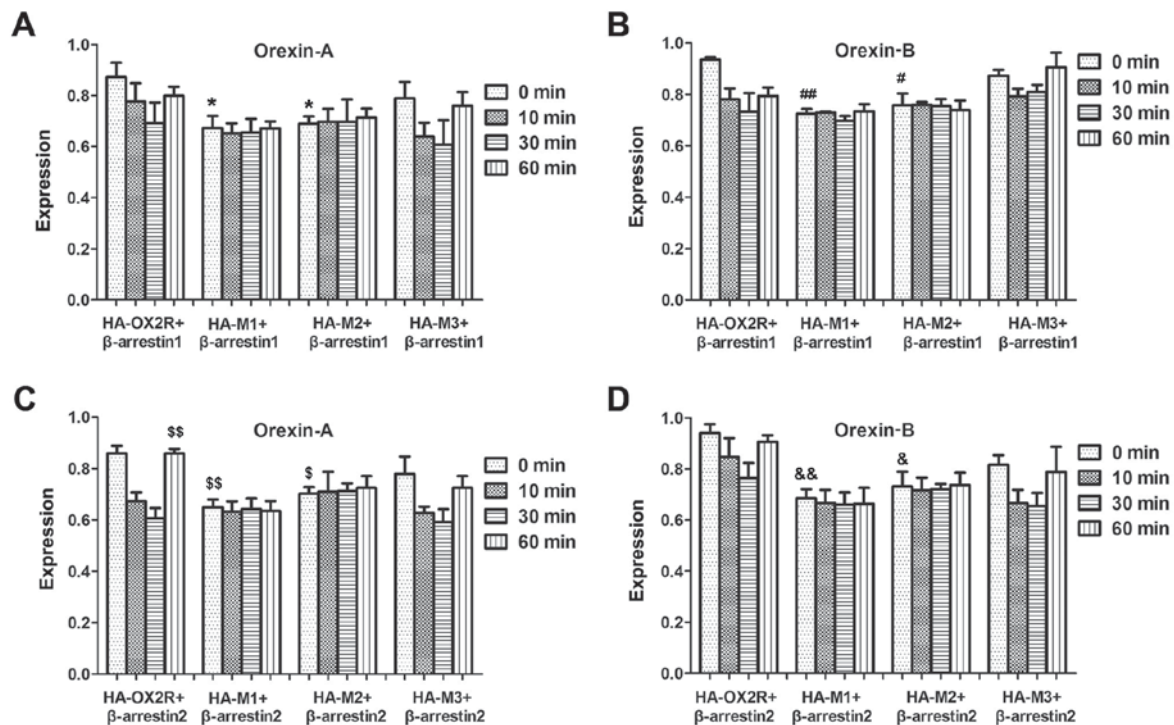 A
Orexin-A
Expression
1.0
0.8
0.6
0.4
0.2
0.0
*
*
0 min
10 min
30 min
60 min
HA-OX2R+ HA-M1+ HA-M2+ HA-M3+
β-arrestin1 β-arrestin1 β-arrestin1 β-arrestin1
B
Orexin-B
Expression
1.0
0.8
0.6
0.4
0.2
0.0
##
#
0 min
10 min
30 min
60 min
HA-OX2R+ HA-M1+ HA-M2+ HA-M3+
β-arrestin1 β-arrestin1 β-arrestin1 β-arrestin1
C
Orexin-A
Expression
1.0
0.8
0.6
0.4
0.2
0.0
$$
$$
$
0 min
10 min
30 min
60 min
HA-OX2R+ HA-M1+ HA-M2+ HA-M3+
β-arrestin2 β-arrestin2 β-arrestin2 β-arrestin2
D
Orexin-B
Expression
1.0
0.8
0.6
0.4
0.2
0.0
&&
&
0 min
10 min
30 min
60 min
HA-OX2R+ HA-M1+ HA-M2+ HA-M3+
β-arrestin2 β-arrestin2 β-arrestin2 β-arrestin2